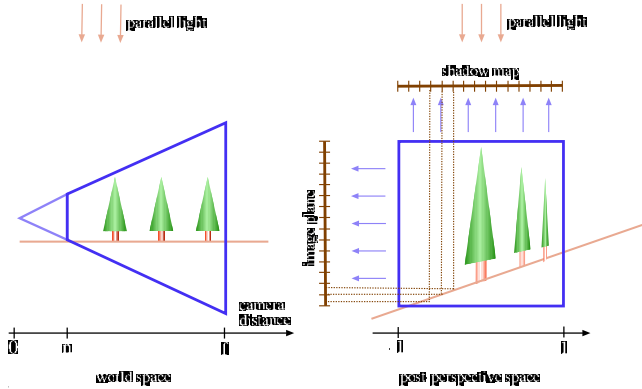 parallel light
parallel light
shadow map
image plane
camera
distance
0
n
-1
1
world space
post perspective space